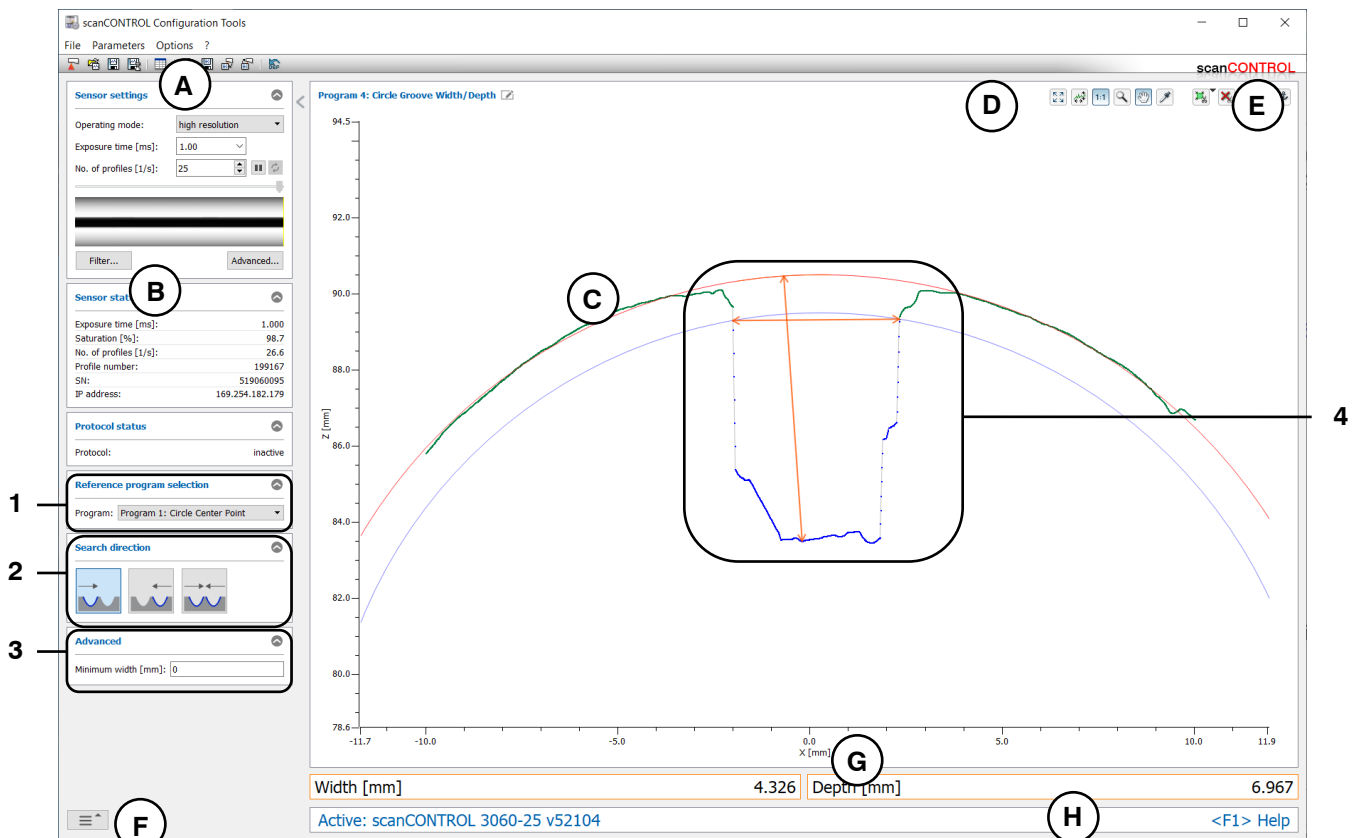 scanCONTROL Configuration Tools
File Parameters Options ?
scanCONTROL
A
Sensor settings
Operating mode: high resolution
Exposure time [ms]: 1.00
No. of profiles [1/s]: 25
Filter... Advanced...
B
Exposure time [ms]: 1.000
Saturation [%]: 98.7
No. of profiles [1/s]: 26.6
Profile number: 199167
SN: 519060095
IP address: 169.254.182.179
Protocol status
Protocol: inactive
1
Reference program selection
Program: Program 1: Circle Center Point
2
Search direction
3
Advanced
Minimum width [mm]: 0
F
Program 4: Circle Groove Width/Depth
D
1:1
E
94.5
92.0
90.0
88.0
86.0
84.0
82.0
80.0
78.6
Z [mm]
C
4
-11.7 -10.0 -5.0 0.0 5.0 10.0 11.9
X [mm]
G
Width [mm] 4.326
Depth [mm] 6.967
H
Active: scanCONTROL 3060-25 v52104 <F1> Help